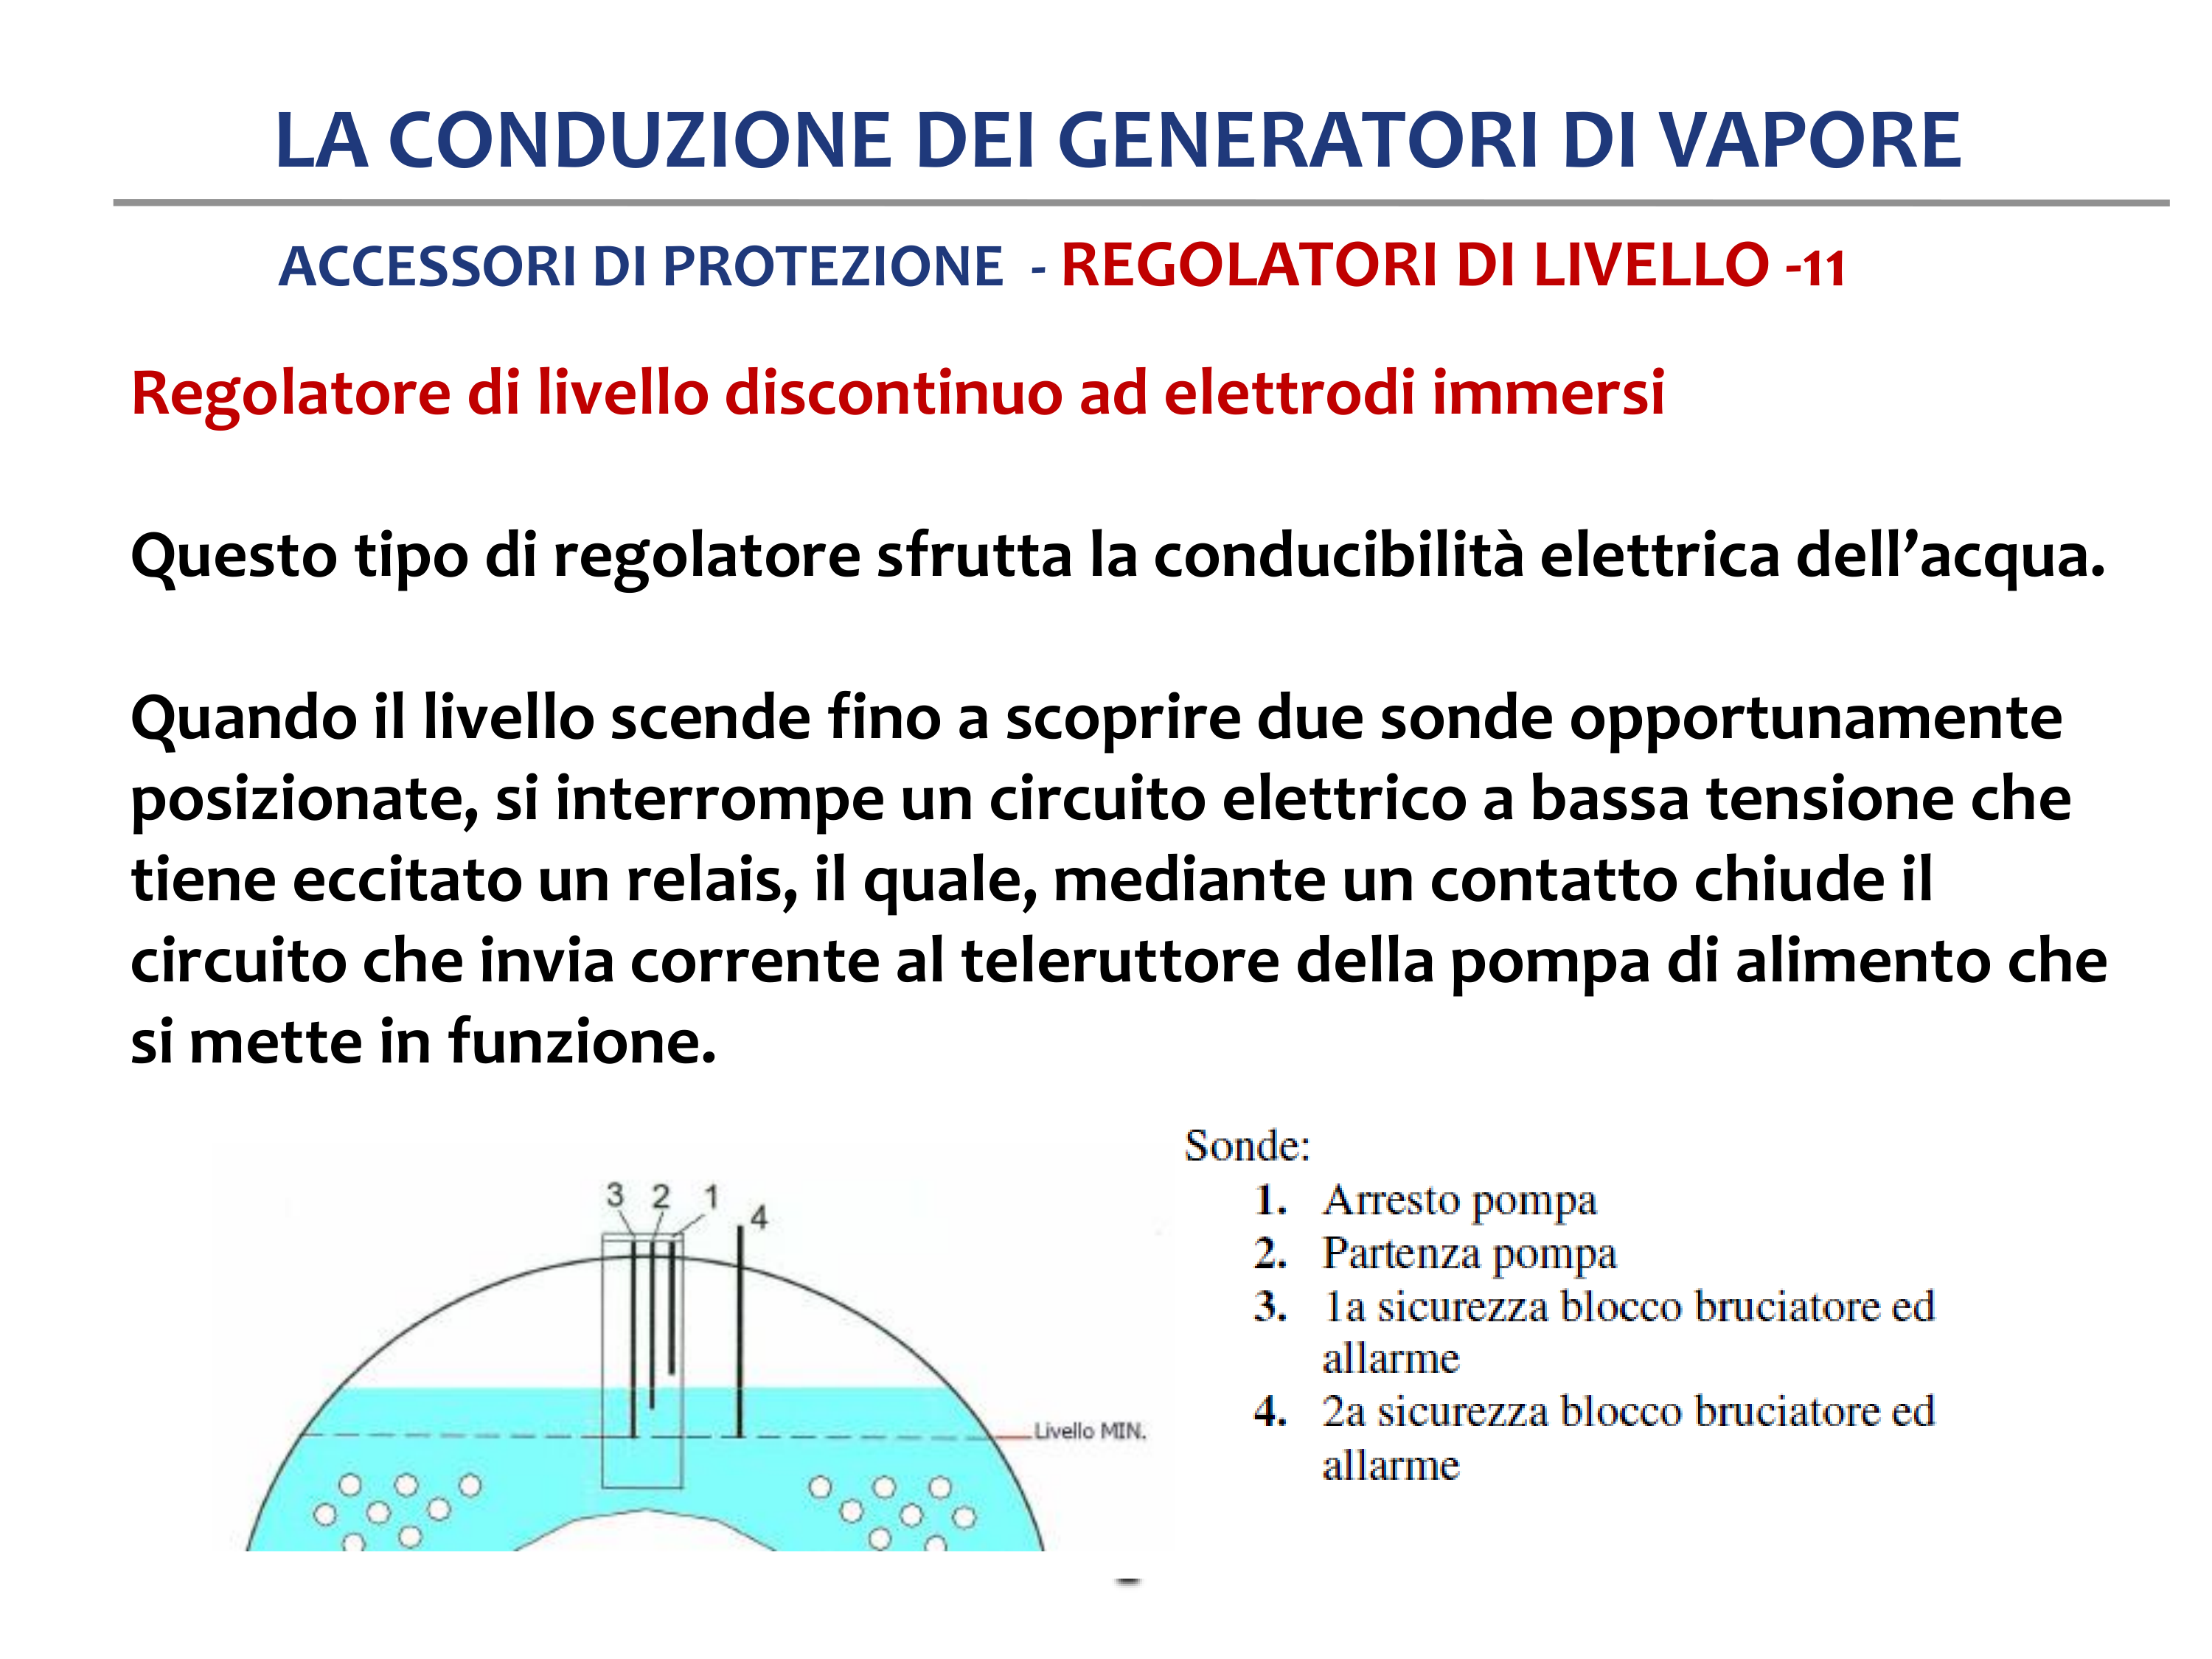 LA CONDUZIONE DEI GENERATORI DI VAPORE
ACCESSORI DI PROTEZIONE - REGOLATORI DI LIVELLO -11
Regolatore di livello discontinuo ad elettrodi immersi
Questo tipo di regolatore sfrutta la conducibilità elettrica dell’acqua.
Quando il livello scende fino a scoprire due sonde opportunamente
posizionate, si interrompe un circuito elettrico a bassa tensione che
tiene eccitato un relais, il quale, mediante un contatto chiude il
circuito che invia corrente al teleruttore della pompa di alimento che
si mette in funzione.
3 2 1 4
Livello MIN.
Sonde:
1. Arresto pompa
2. Partenza pompa
3. 1a sicurezza blocco bruciatore ed
allarme
4. 2a sicurezza blocco bruciatore ed
allarme